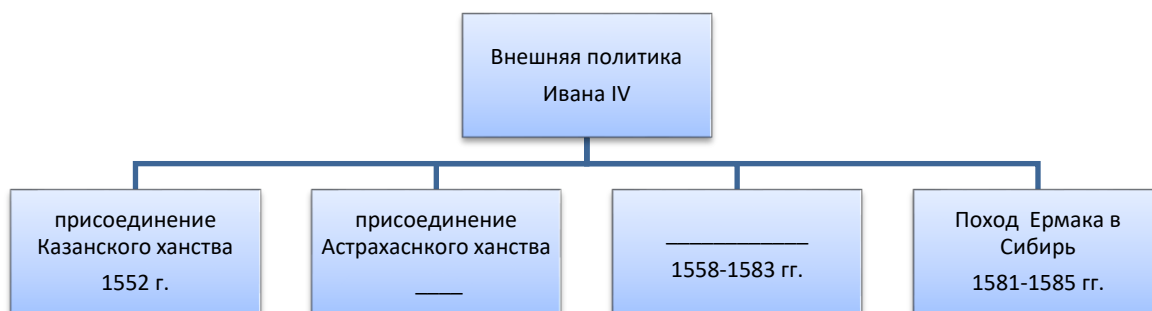 Внешняя политика
Ивана IV
присоединение
Казанского ханства
1552 г.
присоединение
Астрахаснкого ханства
____
____________
1558-1583 гг.
Поход Ермака в
Сибирь
1581-1585 гг.